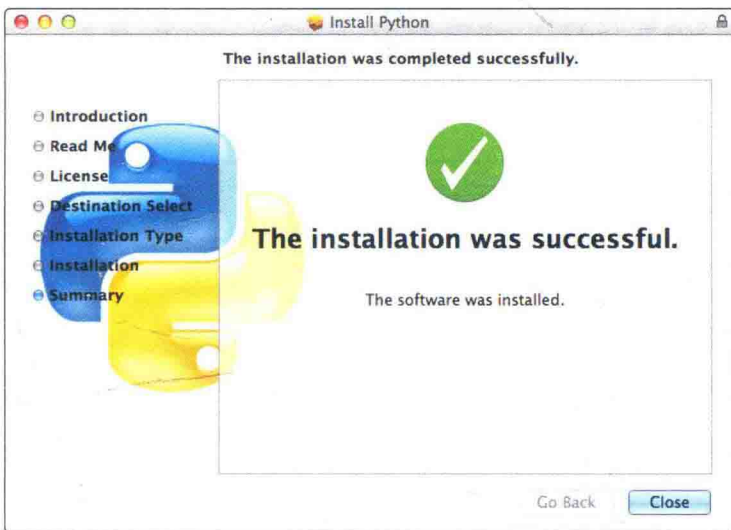 Install Python
The installation was completed successfully.
Introduction
Read Me
License
Destination Select
Installation Type
Installation
Summary
The installation was successful.
The software was installed.
Go Back
Close